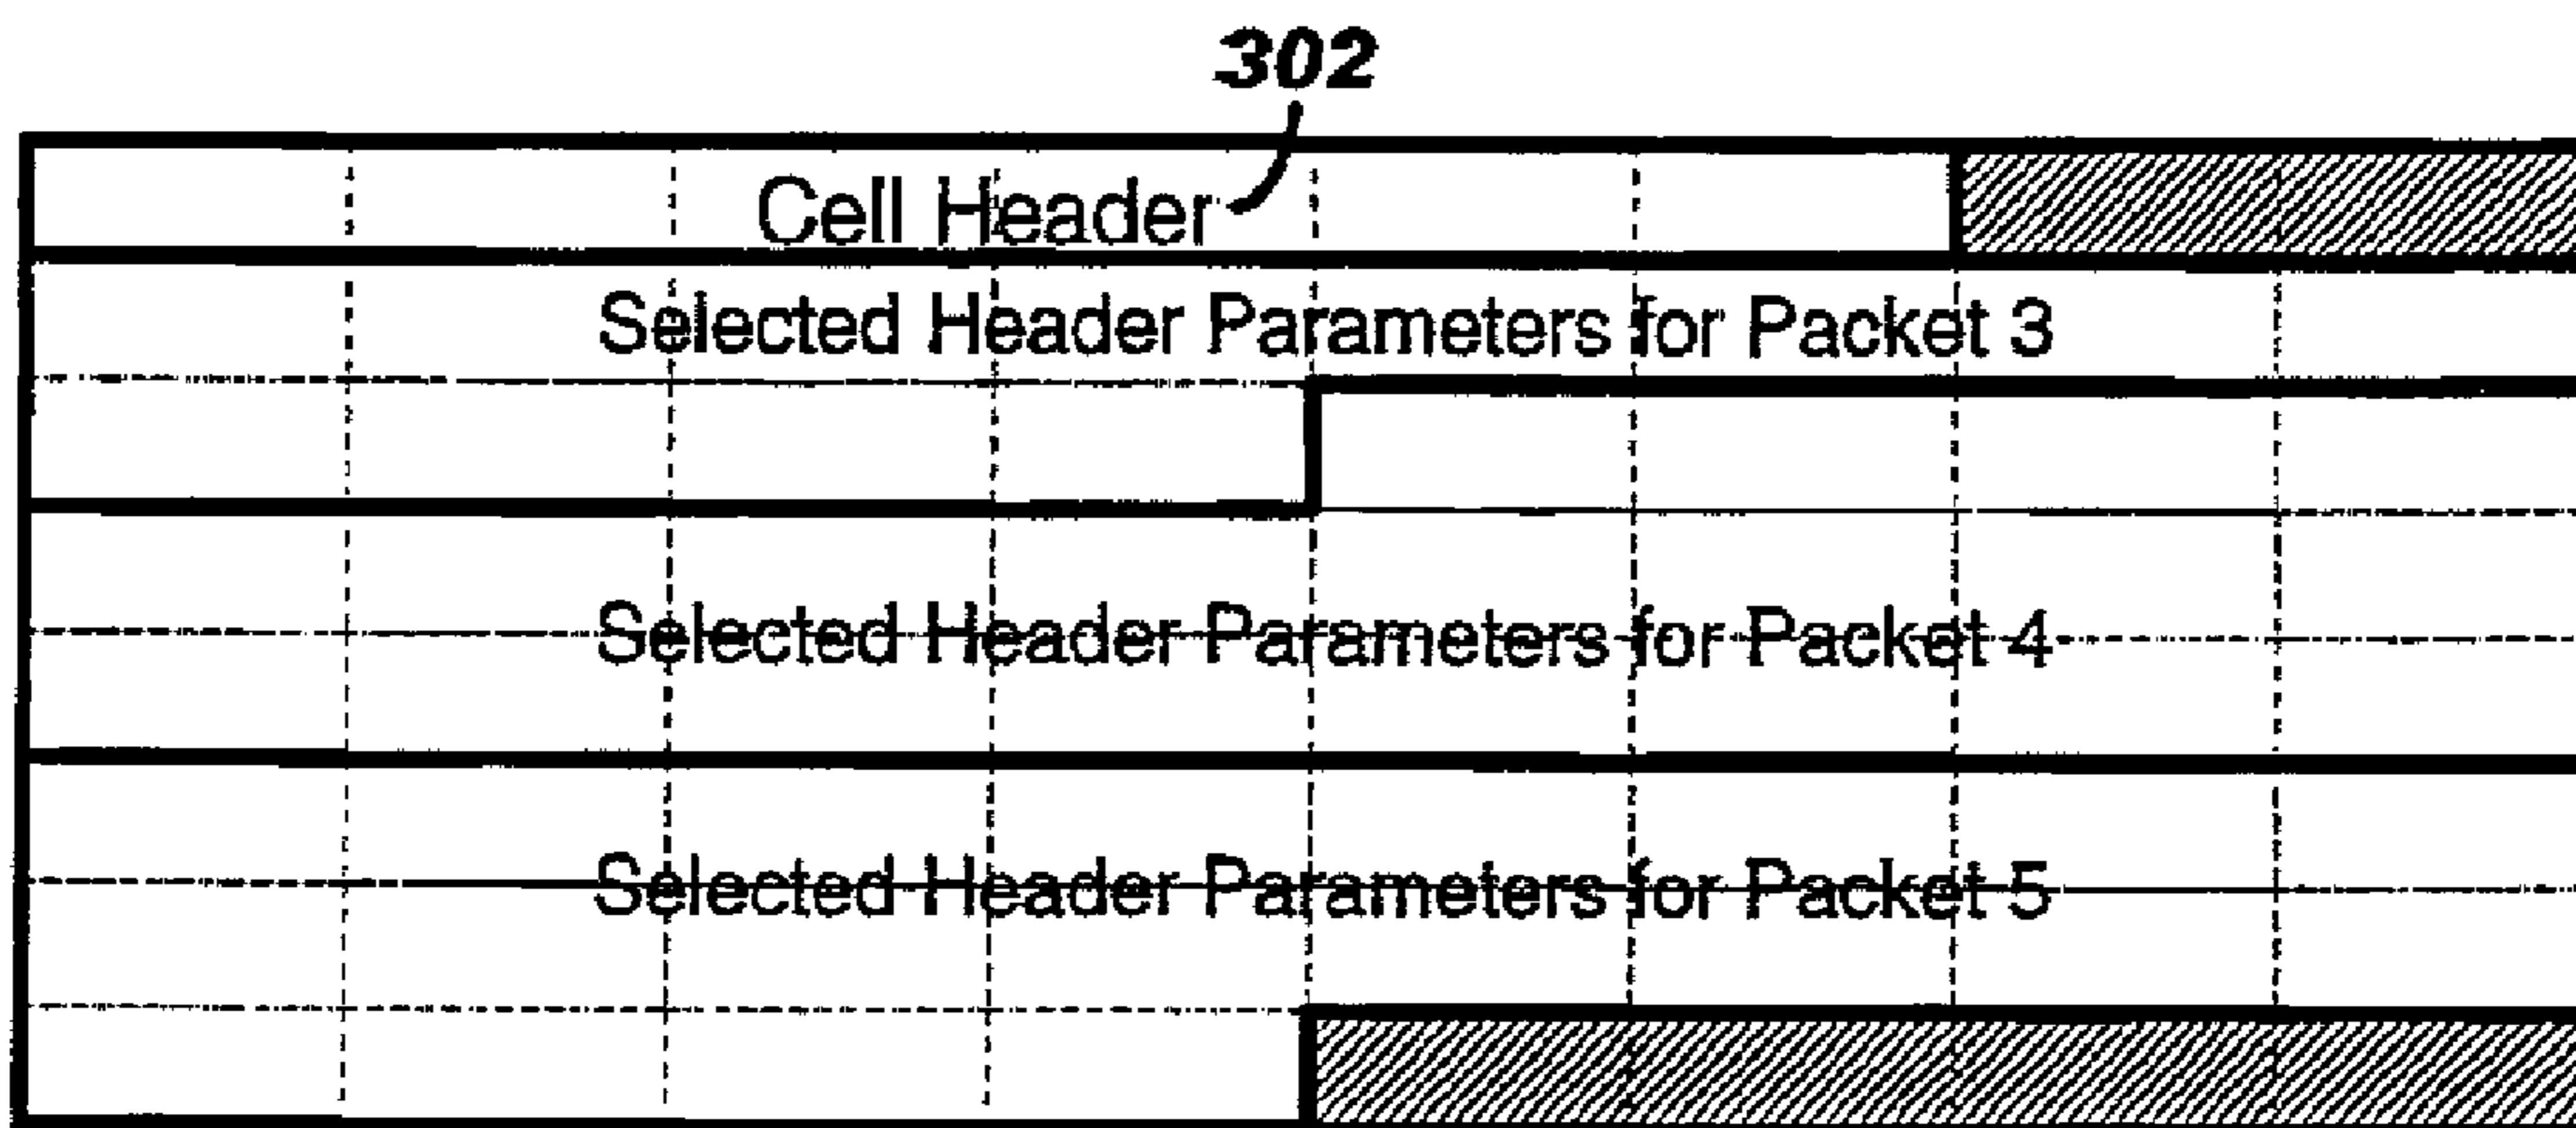 302
Cell Header
Selected Header Parameters for Packet 3
Selected Header Parameters for Packet 4
Selected Header Parameters for Packet 5